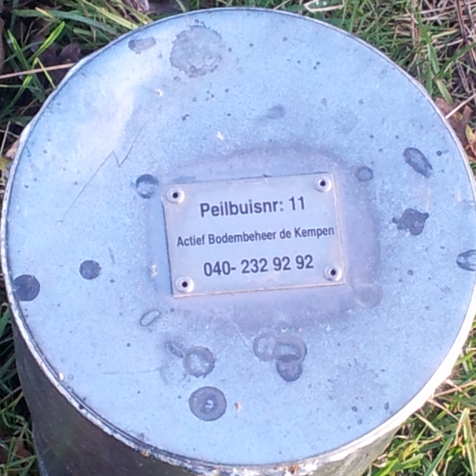 Peilbuisnr: 11
Actief Bodembeheer de Kempen
040- 232 92 92